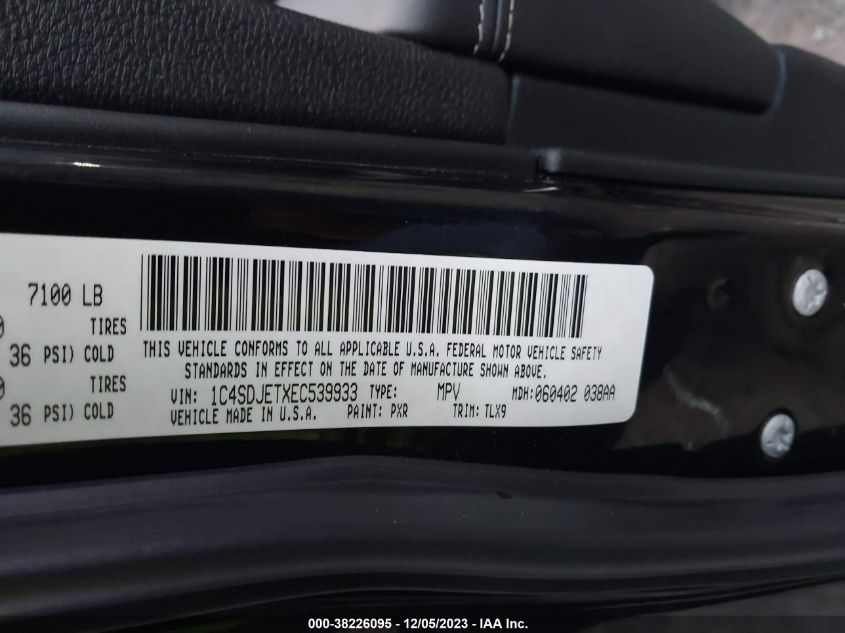 7100 LB
0 TIRES
36 PSI) COLD
0 TIRES
36 PSI) COLD
THIS VEHICLE CONFORMS TO ALL APPLICABLE U.S.A. FEDERAL MOTOR VEHICLE SAFETY
STANDARDS IN EFFECT ON THE DATE OF MANUFACTURE SHOWN ABOVE.
VIN: 1C4SDJETXEC539933 TYPE: MPV MDH:060402 038AA
VEHICLE MADE IN U.S.A. PAINT: PXR TRIM: TLX9
000-38226095 - 12/05/2023 - IAA Inc.